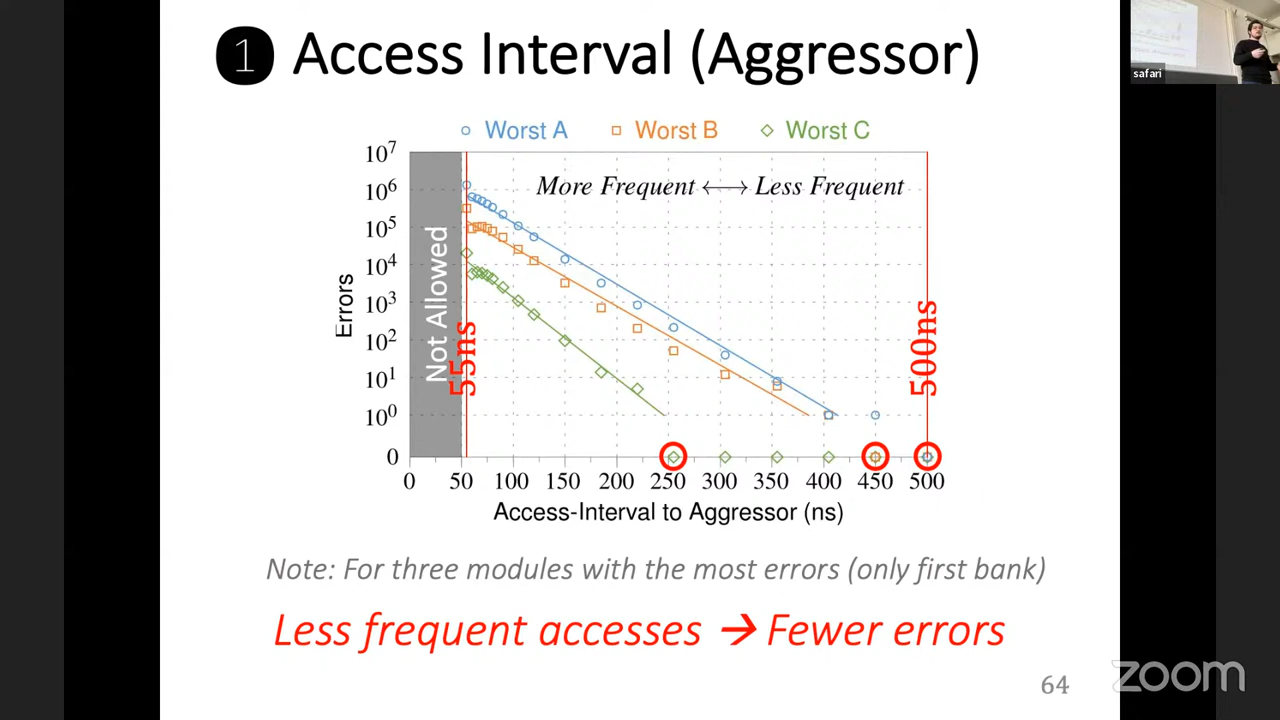 1 Access Interval (Aggressor)
safari
Worst A Worst B Worst C
More Frequent ⟷ Less Frequent
10⁷
10⁶
10⁵
10⁴
10³
10²
10¹
10⁰
0
Errors
Not Allowed
55ns
500ns
0 50 100 150 200 250 300 350 400 450 500
Access-Interval to Aggressor (ns)
Note: For three modules with the most errors (only first bank)
Less frequent accesses → Fewer errors
64
zoom